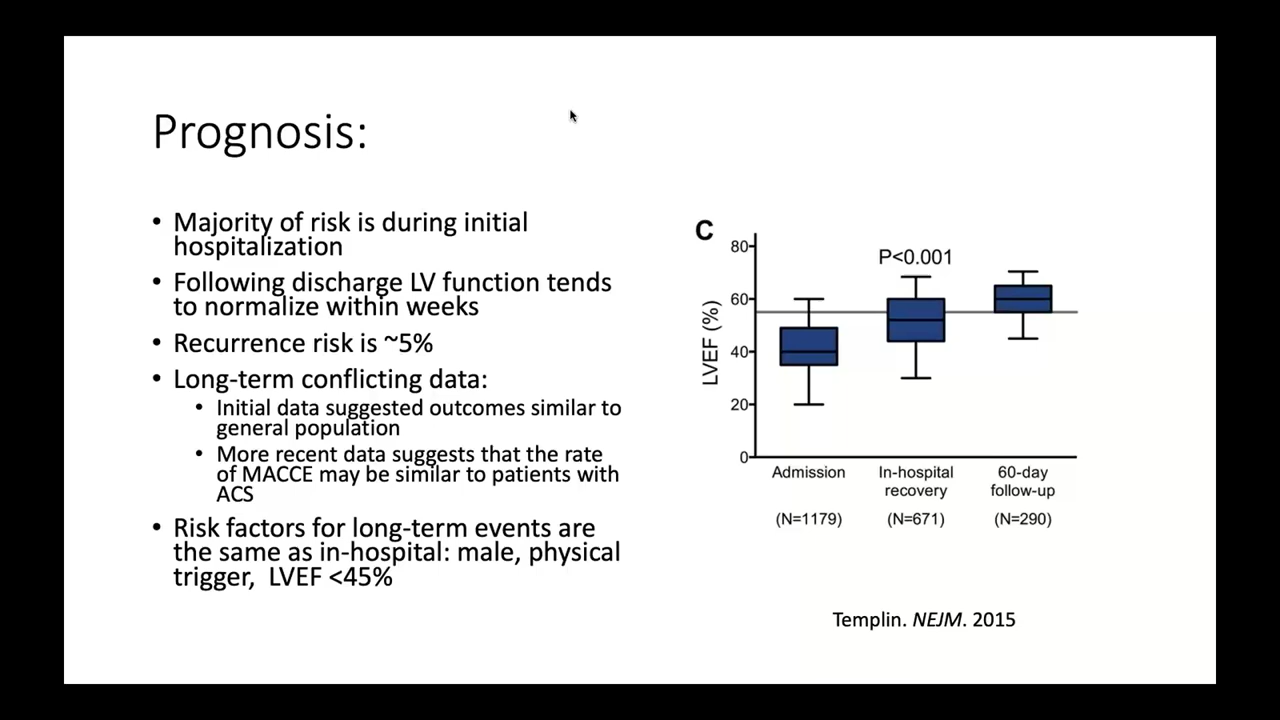 Prognosis:
• Majority of risk is during initial
hospitalization
• Following discharge LV function tends
to normalize within weeks
• Recurrence risk is ~5%
• Long-term conflicting data:
• Initial data suggested outcomes similar to
general population
• More recent data suggests that the rate
of MACCE may be similar to patients with
ACS
• Risk factors for long-term events are
the same as in-hospital: male, physical
trigger,  LVEF <45%
C
P<0.001
80
60
40
20
0
LVEF (%)
Admission
(N=1179)
In-hospital
recovery
(N=671)
60-day
follow-up
(N=290)
Templin. NEJM. 2015